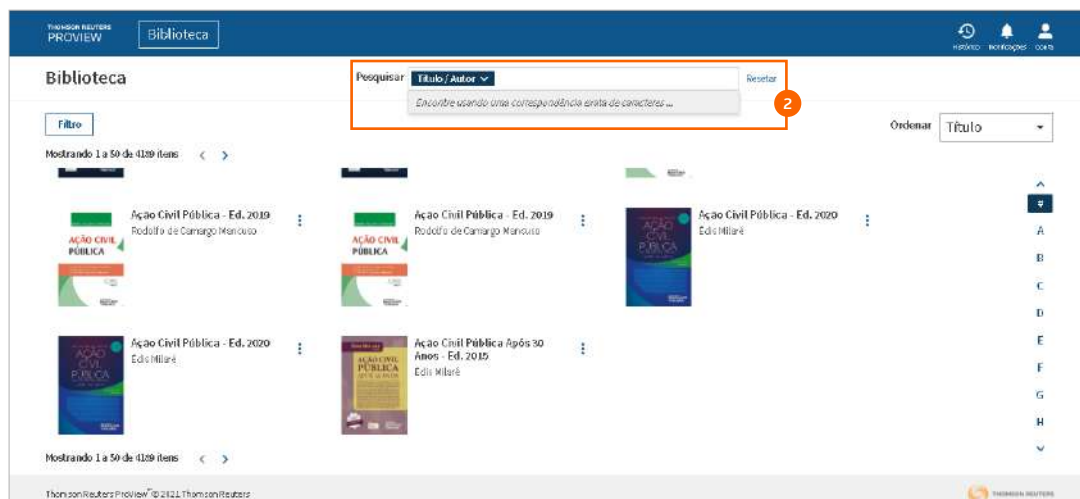 THOMSON REUTERS
PROVIEW
Biblioteca
Histórico
Notificações
Conta
Biblioteca
Pesquisar
Título / Autor
Resetar
Encontre usando uma correspondência exata de caracteres ...
2
Filtro
Ordenar
Título
Mostrando 1 a 50 de 4189 itens
#
A
B
C
D
E
F
G
H
AÇÃO CIVIL
PÚBLICA
Ação Civil Pública - Ed. 2019
Rodolfo de Camargo Mancuso
AÇÃO CIVIL
PÚBLICA
Ação Civil Pública - Ed. 2019
Rodolfo de Camargo Mancuso
AÇÃO
CIVIL
PÚBLICA
Ação Civil Pública - Ed. 2020
Édis Milaré
AÇÃO
CIVIL
PÚBLICA
Ação Civil Pública - Ed. 2020
Édis Milaré
AÇÃO CIVIL
PÚBLICA
Ação Civil Pública Após 30
Anos - Ed. 2015
Édis Milaré
Mostrando 1 a 50 de 4189 itens
Thomson Reuters ProView™ © 2021 Thomson Reuters
THOMSON REUTERS